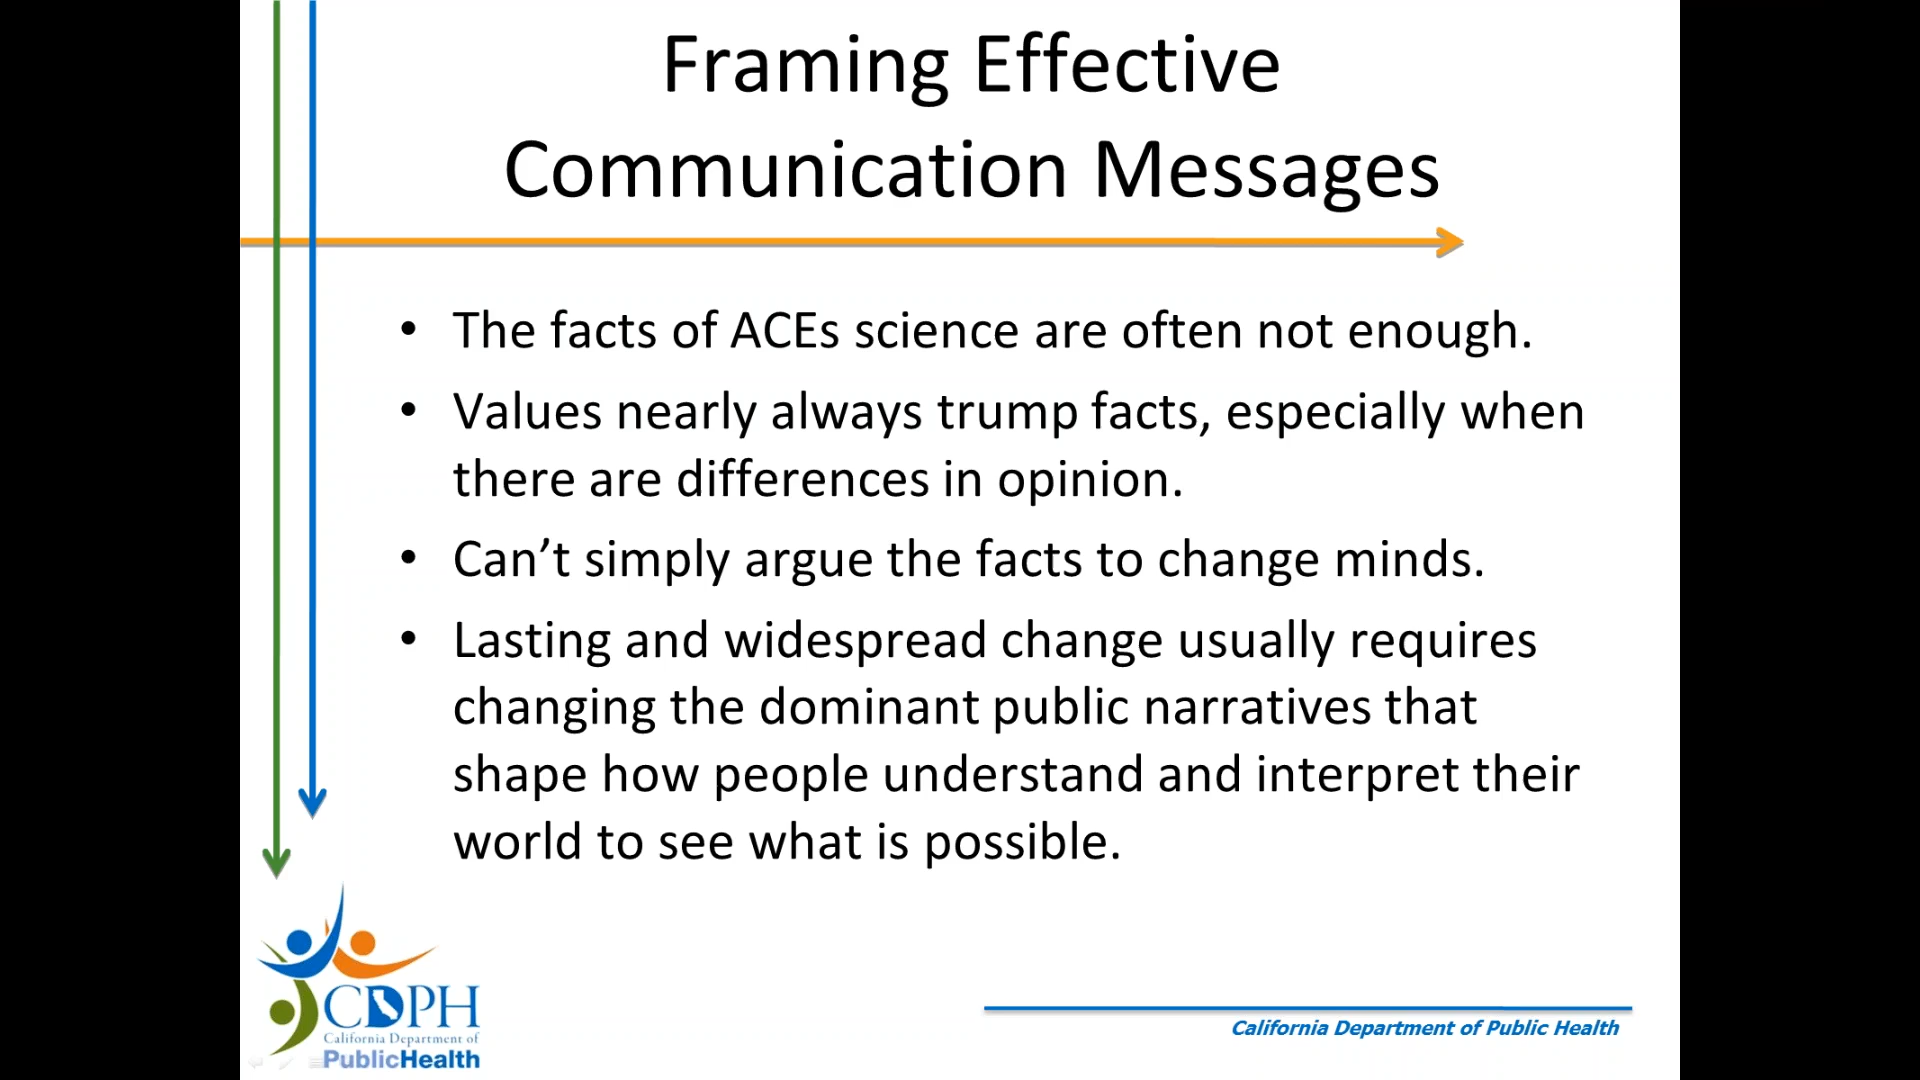 Framing Effective
Communication Messages
• The facts of ACEs science are often not enough.
• Values nearly always trump facts, especially when
there are differences in opinion.
• Can’t simply argue the facts to change minds.
• Lasting and widespread change usually requires
changing the dominant public narratives that
shape how people understand and interpret their
world to see what is possible.
CDPH
California Department of
PublicHealth
California Department of Public Health